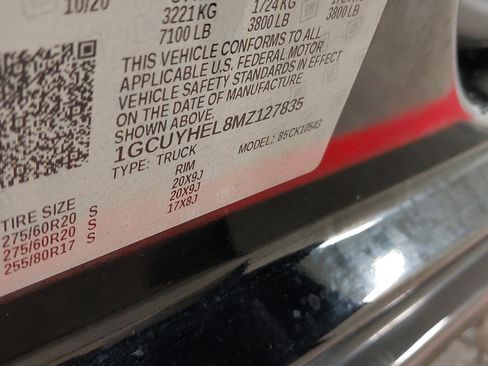 10/20
3221 KG 1724 KG
7100 LB 3800 LB 3800 LB
THIS VEHICLE CONFORMS TO ALL
APPLICABLE U.S. FEDERAL MOTOR
VEHICLE SAFETY STANDARDS IN EFFECT
ON THE DATE OF MANUFACTURE.
1GCUYHEL8MZ127835
TYPE: TRUCK MODEL: 85CK10543
TIRE SIZE RIM
275/60R20 S 20X9J
275/60R20 S 20X9J
255/80R17 S 17X8J